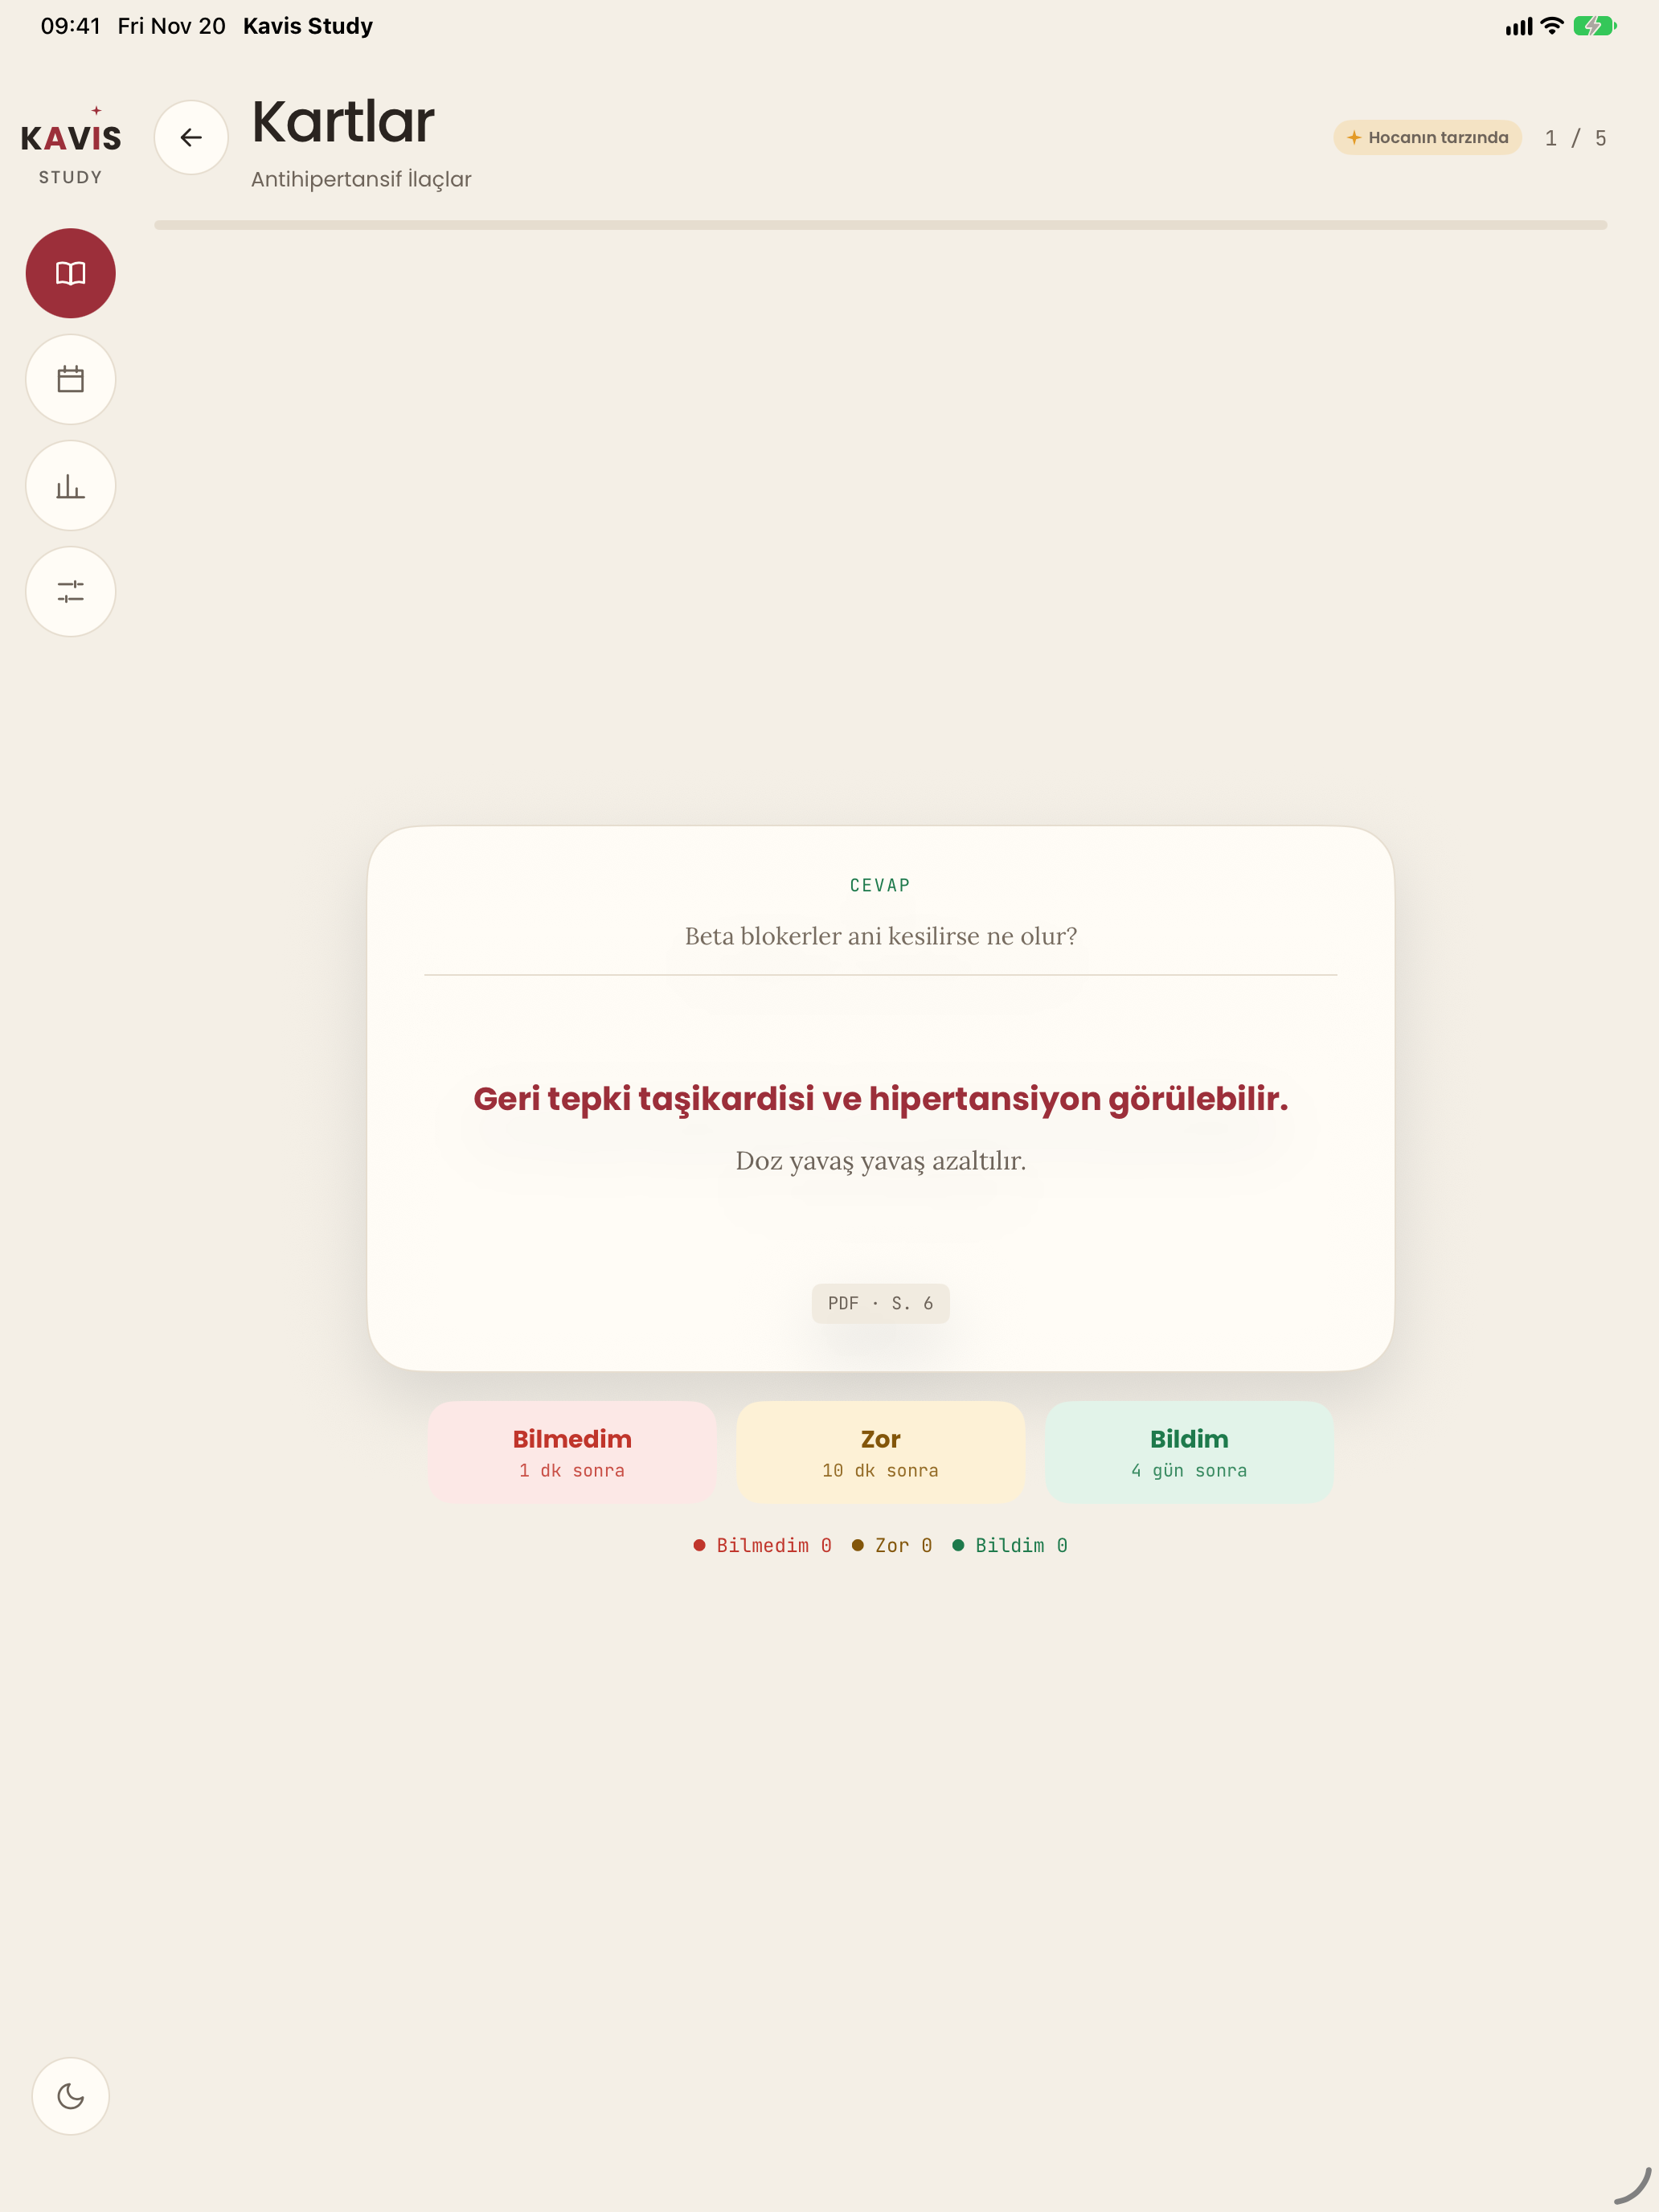 09:41 Fri Nov 20 Kavis Study
KAVIS
STUDY
Kartlar
Antihipertansif İlaçlar
Hocanın tarzında
1 / 5
CEVAP
Beta blokerler ani kesilirse ne olur?
Geri tepki taşikardisi ve hipertansiyon görülebilir.
Doz yavaş yavaş azaltılır.
PDF · S. 6
Bilmedim
1 dk sonra
Zor
10 dk sonra
Bildim
4 gün sonra
Bilmedim 0 Zor 0 Bildim 0